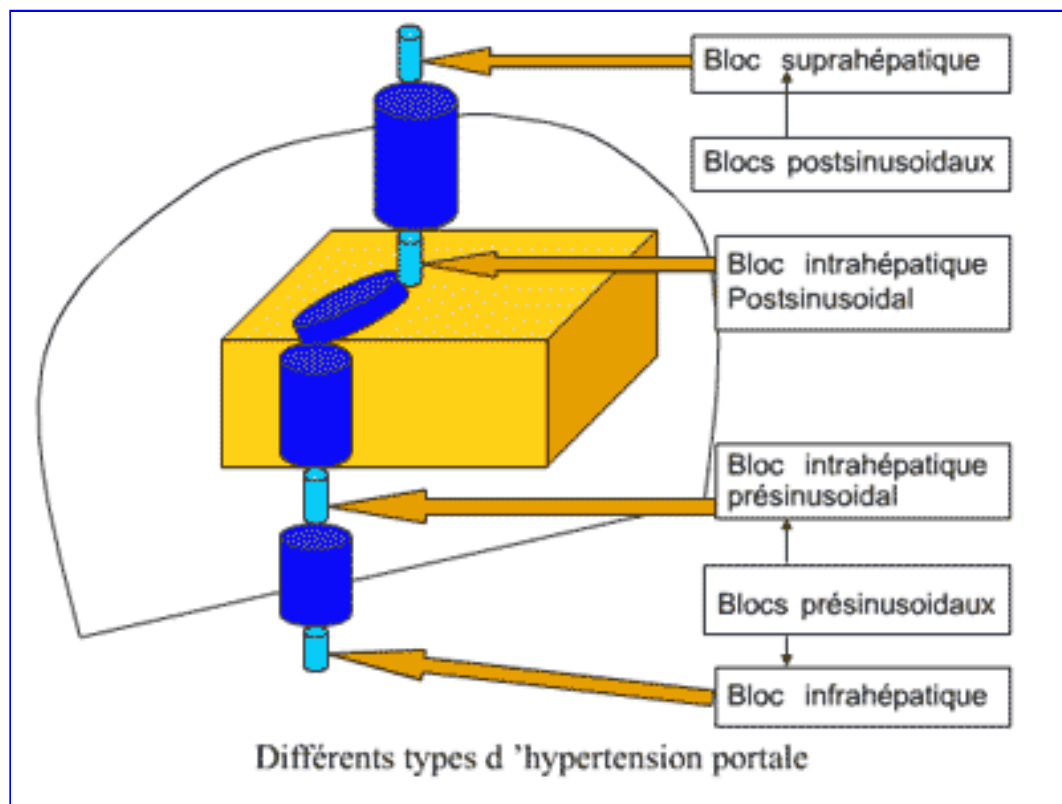 Bloc suprahépatique
Blocs postsinusoidaux
Bloc intrahépatique
Postsinusoidal
Bloc intrahépatique
présinusoidal
Blocs présinusoidaux
Bloc infrahépatique
Différents types d ’hypertension portale